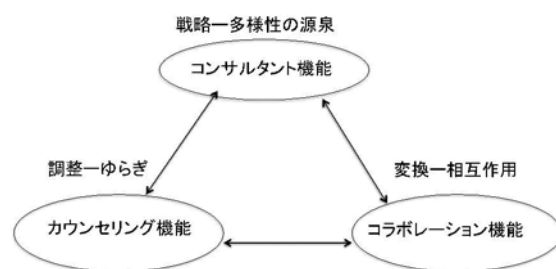 戦略ー多様性の源泉
コンサルタント機能
調整ーゆらぎ
変換ー相互作用
カウンセリング機能
コラボレーション機能